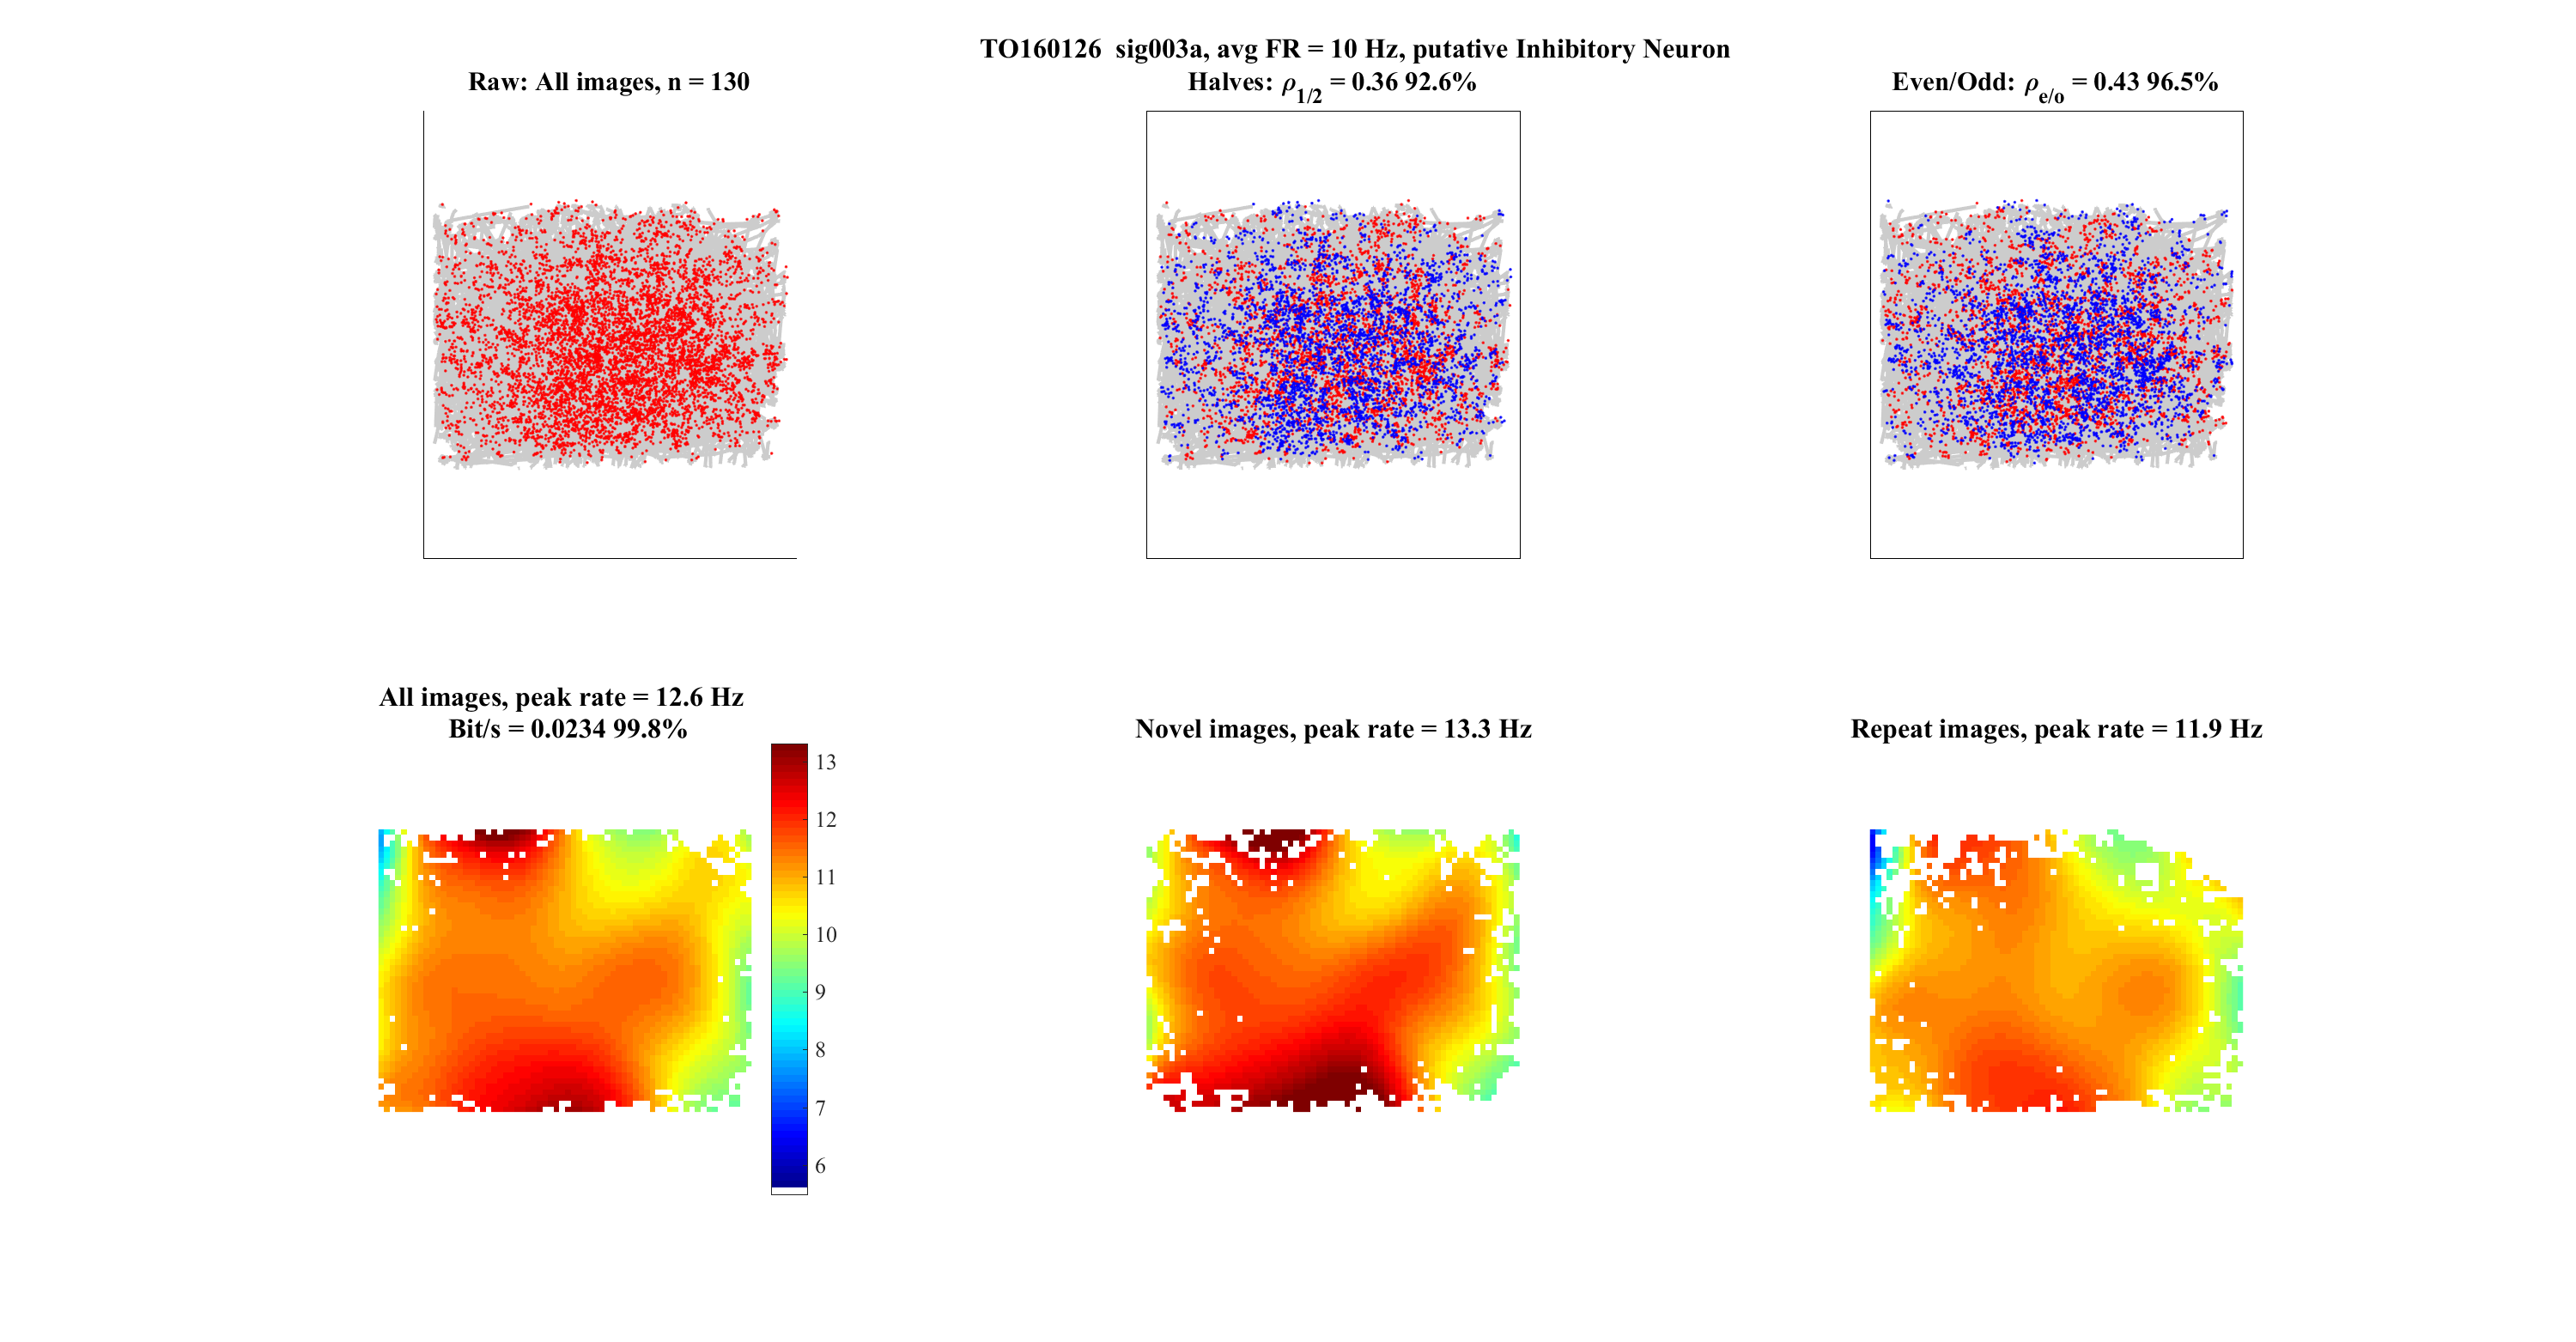 TO160126  sig003a, avg FR = 10 Hz, putative Inhibitory Neuron
Raw: All images, n = 130
Halves: ρ1/2 = 0.36 92.6%
Even/Odd: ρe/o = 0.43 96.5%
All images, peak rate = 12.6 Hz
Bit/s = 0.0234 99.8%
Novel images, peak rate = 13.3 Hz
Repeat images, peak rate = 11.9 Hz
13
12
11
10
9
8
7
6